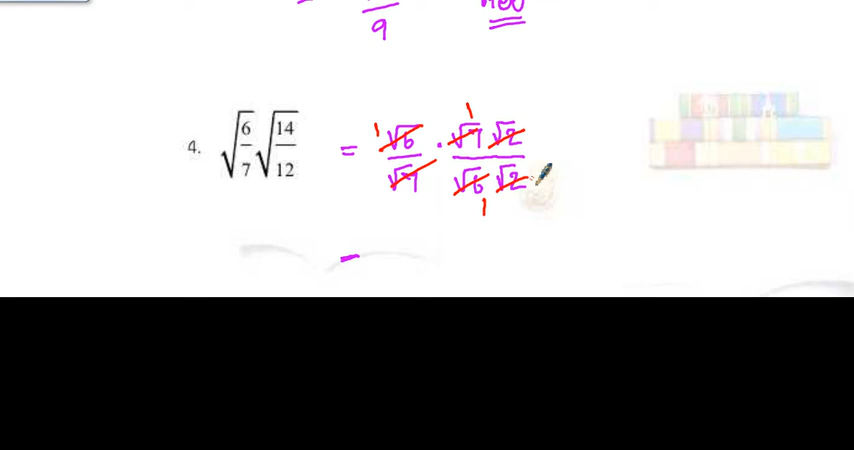 9
4. √(6/7) √(14/12) = √6/√7 · √7 √2/√6 √2
1 1
1
=